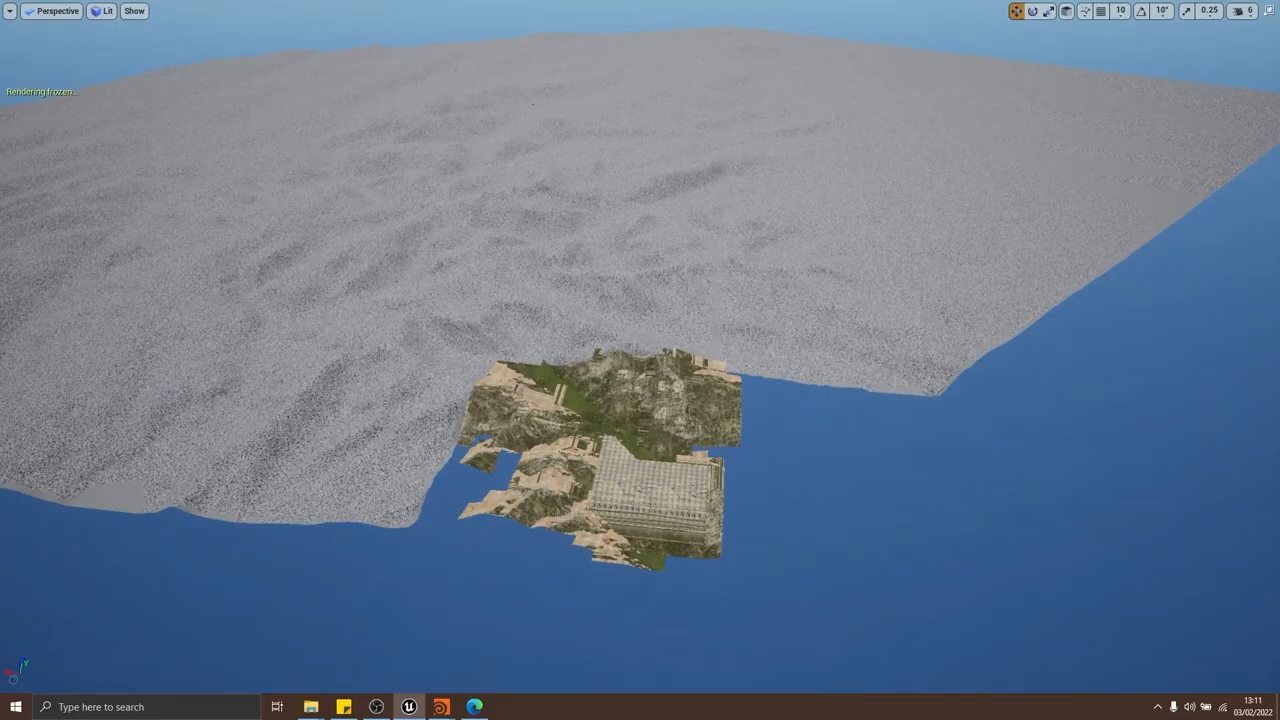 Perspective Lit Show 10 10° 0.25 6
Rendering frozen...
Type here to search
13:11
03/02/2022